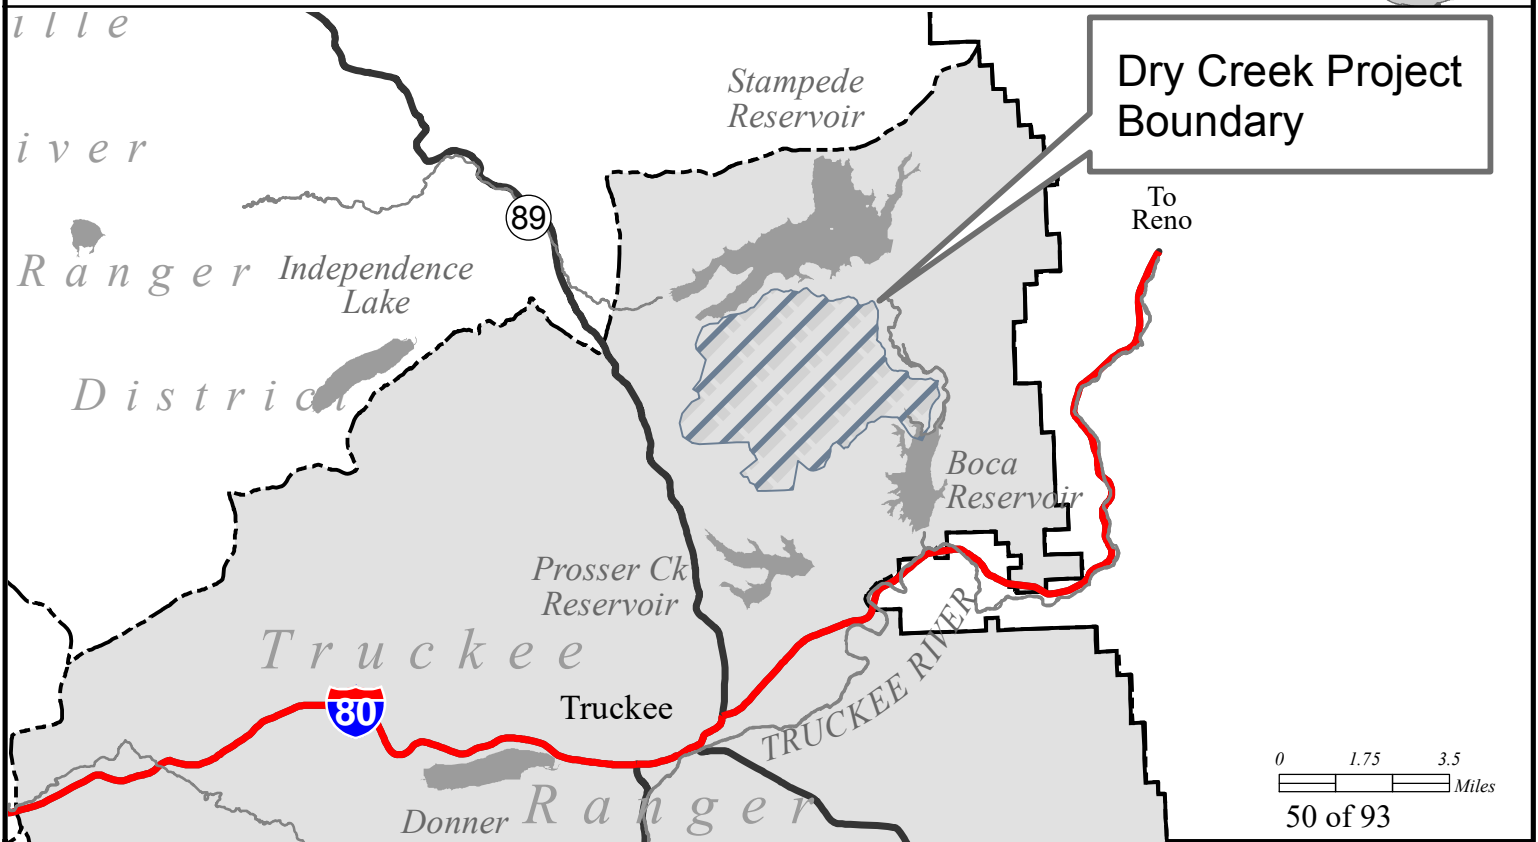 ille
iver
Ranger
District
Stampede
Reservoir
Dry Creek Project
Boundary
89
To
Reno
Independence
Lake
Boca
Reservoir
Prosser Ck
Reservoir
Truckee
80
Truckee
TRUCKEE RIVER
Donner
Ranger
0 1.75 3.5
Miles
50 of 93